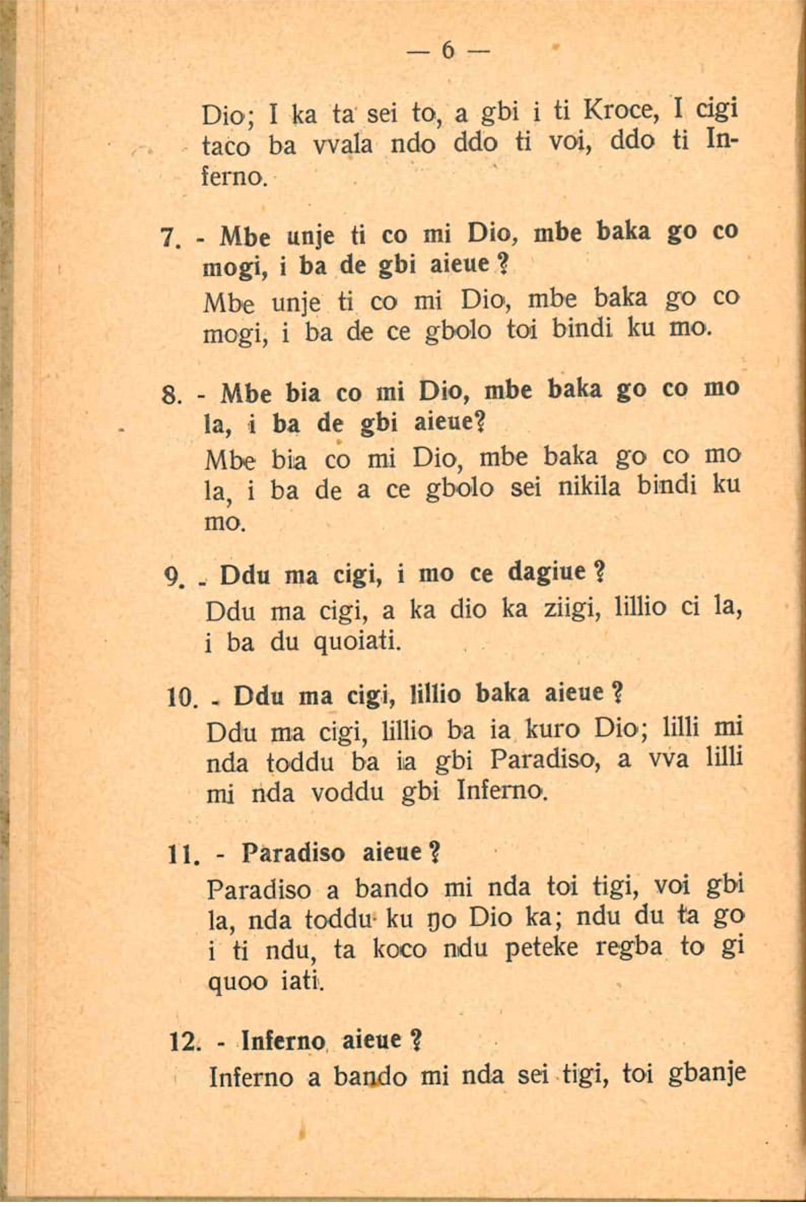 — 6 —
Dio; I ka ta sei to, a gbi i ti Kroce, I cigi
taco ba vvala ndo ddo ti voi, ddo ti In-
ferno.
7. - Mbe unje ti co mi Dio, mbe baka go co
mogi, i ba de gbi aieue ?
Mbe unje ti co mi Dio, mbe baka go co
mogi, i ba de ce gbolo toi bindi ku mo.
8. - Mbe bia co mi Dio, mbe baka go co mo
la, i ba de gbi aieue?
Mbe bia co mi Dio, mbe baka go co mo
la, i ba de a ce gbolo sei nikila bindi ku
mo.
9. - Ddu ma cigi, i mo ce dagiue ?
Ddu ma cigi, a ka dio ka ziigi, lillio ci la,
i ba du quoiati.
10. - Ddu ma cigi, lillio baka aieue ?
Ddu ma cigi, lillio ba ia kuro Dio; lilli mi
nda toddu ba ia gbi Paradiso, a vva lilli
mi nda voddu gbi Inferno.
11. - Paradiso aieue ?
Paradiso a bando mi nda toi tigi, voi gbi
la, nda toddu ku ŋo Dio ka; ndu du ta go
i ti ndu, ta koco ndu peteke regba to gi
quoo iati.
12. - Inferno aieue ?
Inferno a bando mi nda sei tigi, toi gbanje